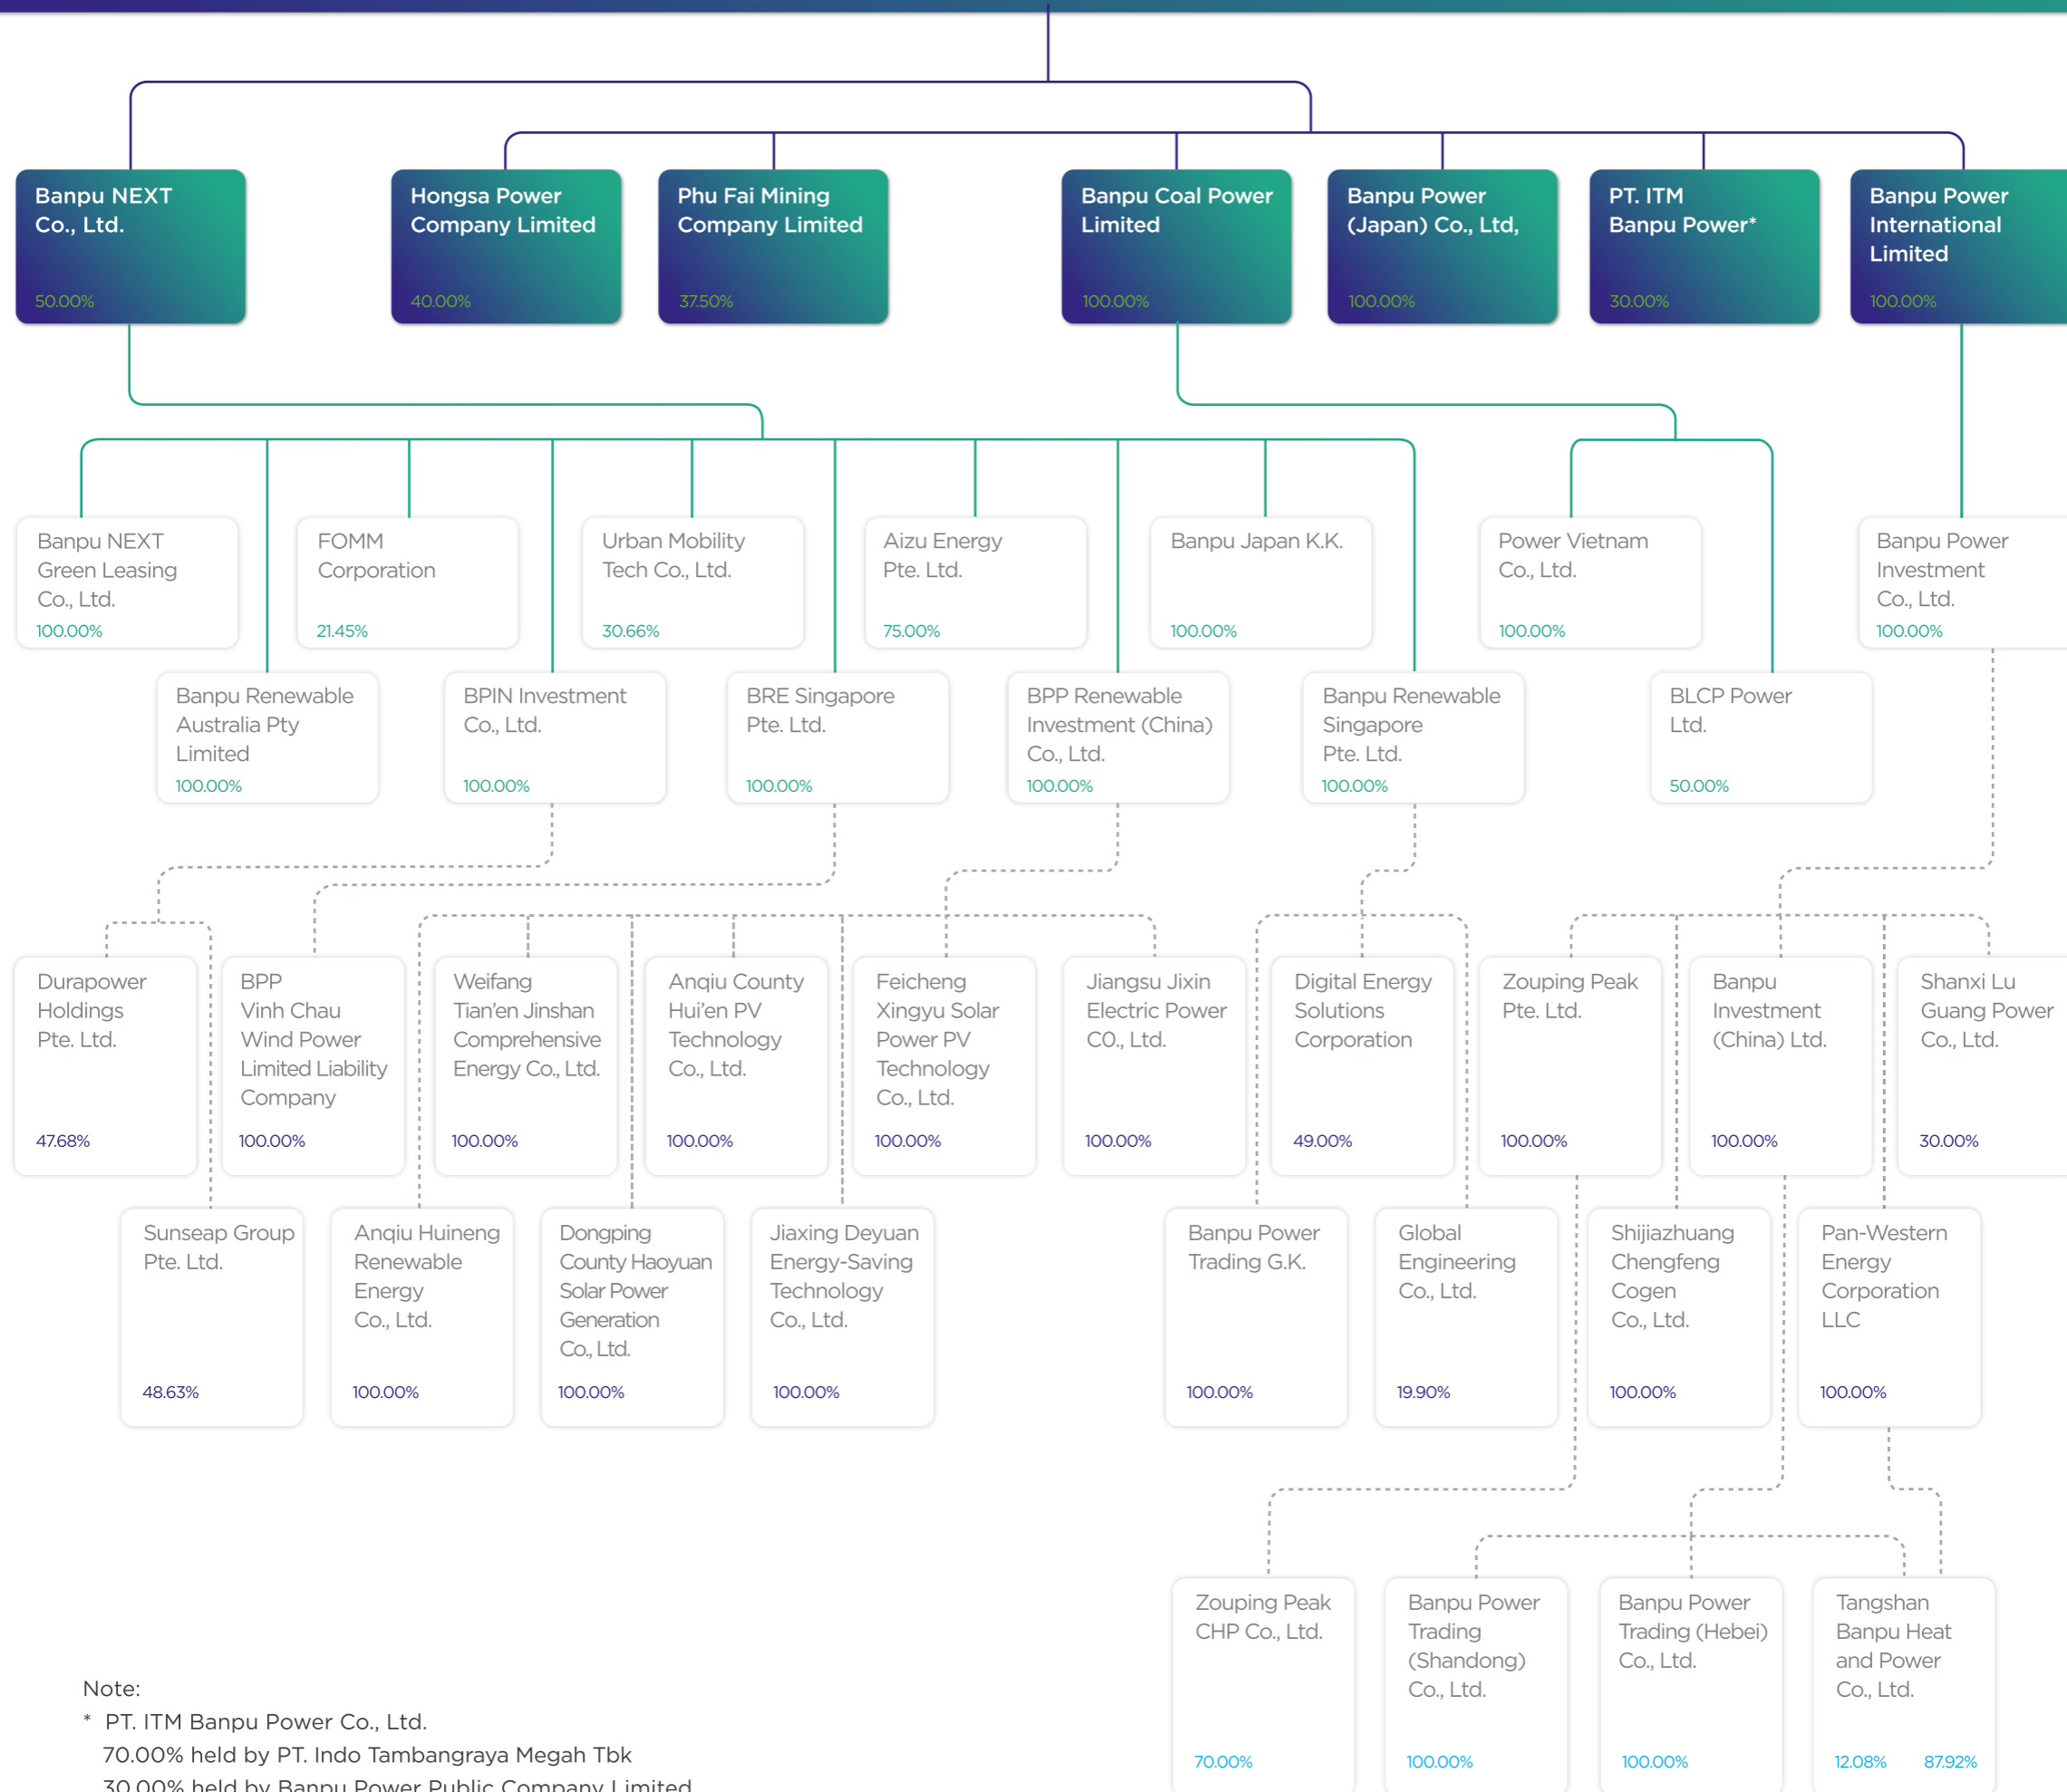 Banpu NEXT
Co., Ltd.
50.00%
Hongsa Power
Company Limited
40.00%
Phu Fai Mining
Company Limited
37.50%
Banpu Coal Power
Limited
100.00%
Banpu Power
(Japan) Co., Ltd,
100.00%
PT. ITM
Banpu Power*
30.00%
Banpu Power
International
Limited
100.00%
Banpu NEXT
Green Leasing
Co., Ltd.
100.00%
FOMM
Corporation
21.45%
Urban Mobility
Tech Co., Ltd.
30.66%
Aizu Energy
Pte. Ltd.
75.00%
Banpu Japan K.K.
100.00%
Power Vietnam
Co., Ltd.
100.00%
Banpu Power
Investment
Co., Ltd.
100.00%
Banpu Renewable
Australia Pty
Limited
100.00%
BPIN Investment
Co., Ltd.
100.00%
BRE Singapore
Pte. Ltd.
100.00%
BPP Renewable
Investment (China)
Co., Ltd.
100.00%
Banpu Renewable
Singapore
Pte. Ltd.
100.00%
BLCP Power
Ltd.
50.00%
Durapower
Holdings
Pte. Ltd.
47.68%
BPP
Vinh Chau
Wind Power
Limited Liability
Company
100.00%
Weifang
Tian'en Jinshan
Comprehensive
Energy Co., Ltd.
100.00%
Anqiu County
Hui'en PV
Technology
Co., Ltd.
100.00%
Feicheng
Xingyu Solar
Power PV
Technology
Co., Ltd.
100.00%
Jiangsu Jixin
Electric Power
C0., Ltd.
100.00%
Digital Energy
Solutions
Corporation
49.00%
Zouping Peak
Pte. Ltd.
100.00%
Banpu
Investment
(China) Ltd.
100.00%
Shanxi Lu
Guang Power
Co., Ltd.
30.00%
Sunseap Group
Pte. Ltd.
48.63%
Anqiu Huineng
Renewable
Energy
Co., Ltd.
100.00%
Dongping
County Haoyuan
Solar Power
Generation
Co., Ltd.
100.00%
Jiaxing Deyuan
Energy-Saving
Technology
Co., Ltd.
100.00%
Banpu Power
Trading G.K.
100.00%
Global
Engineering
Co., Ltd.
19.90%
Shijiazhuang
Chengfeng
Cogen
Co., Ltd.
100.00%
Pan-Western
Energy
Corporation
LLC
100.00%
Zouping Peak
CHP Co., Ltd.
70.00%
Banpu Power
Trading
(Shandong)
Co., Ltd.
100.00%
Banpu Power
Trading (Hebei)
Co., Ltd.
100.00%
Tangshan
Banpu Heat
and Power
Co., Ltd.
12.08% 87.92%
Note:
* PT. ITM Banpu Power Co., Ltd.
70.00% held by PT. Indo Tambangraya Megah Tbk
30.00% held by Banpu Power Public Company Limited